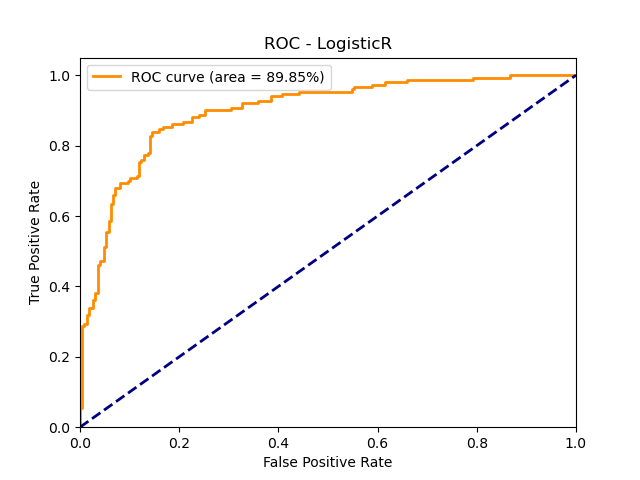 ROC - LogisticR
ROC curve (area = 89.85%)
True Positive Rate
1.0
0.8
0.6
0.4
0.2
0.0
0.0 0.2 0.4 0.6 0.8 1.0
False Positive Rate